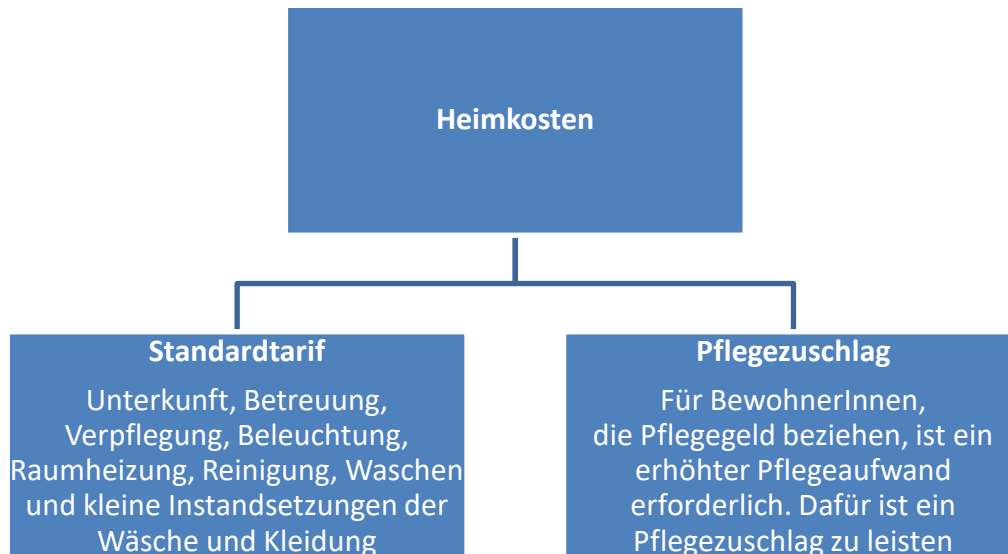 Heimkosten
Standardtarif
Unterkunft, Betreuung,
Verpflegung, Beleuchtung,
Raumheizung, Reinigung, Waschen
und kleine Instandsetzungen der
Wäsche und Kleidung
Pflegezuschlag
Für BewohnerInnen,
die Pflegegeld beziehen, ist ein
erhöhter Pflegeaufwand
erforderlich. Dafür ist ein
Pflegezuschlag zu leisten